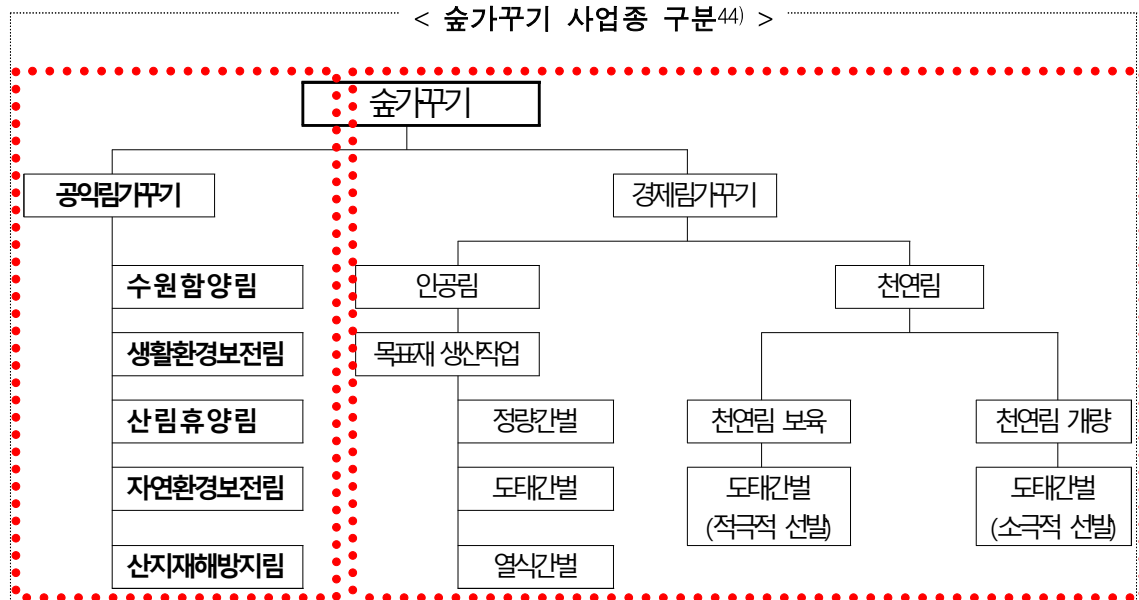 < 숲가꾸기 사업종 구분44) >
숲가꾸기
공익림가꾸기
경제림가꾸기
수원함양림
인공림
천연림
생활환경보전림
목표재 생산작업
산림휴양림
정량간벌
천연림 보육
천연림 개량
자연환경보전림
도태간벌
도태간벌
(적극적 선발)
도태간벌
(소극적 선발)
산지재해방지림
열식간벌